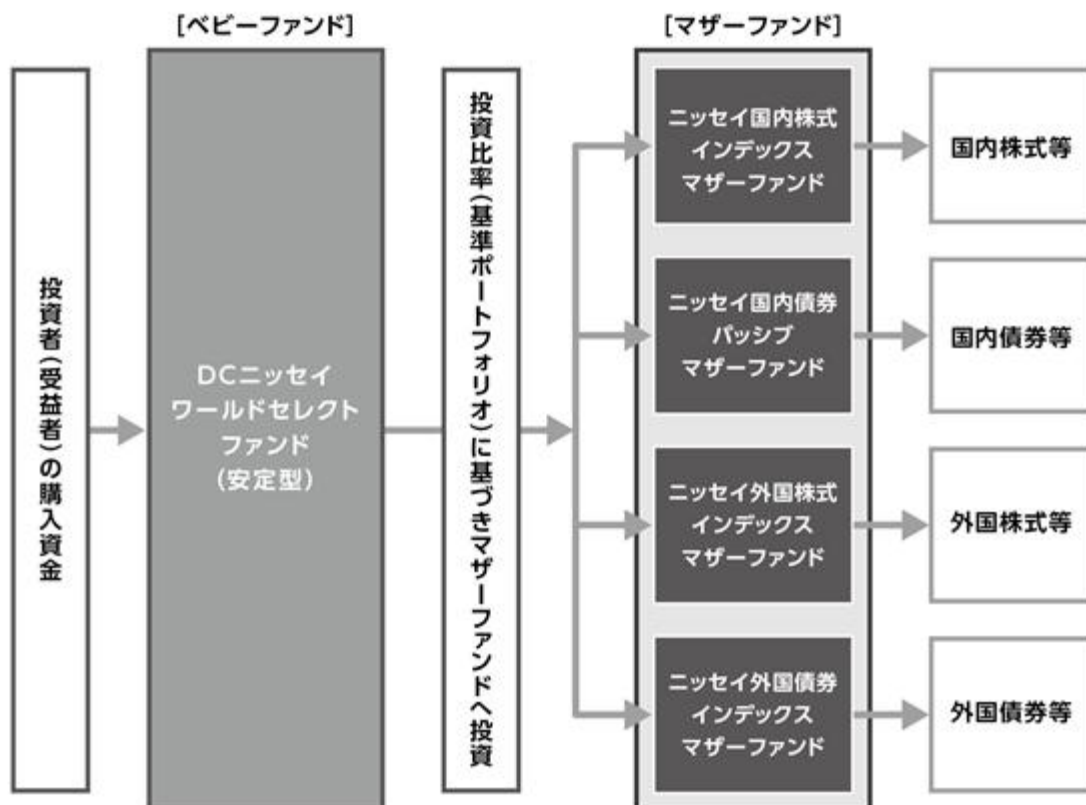 [ベビーファンド]
[マザーファンド]
投資者(受益者)の購入資金
DCニッセイ
ワールドセレクト
ファンド
(安定型)
投資比率(基準ポートフォリオ)に基づきマザーファンドへ投資
ニッセイ国内株式
インデックス
マザーファンド
国内株式等
ニッセイ国内債券
パッシブ
マザーファンド
国内債券等
ニッセイ外国株式
インデックス
マザーファンド
外国株式等
ニッセイ外国債券
インデックス
マザーファンド
外国債券等